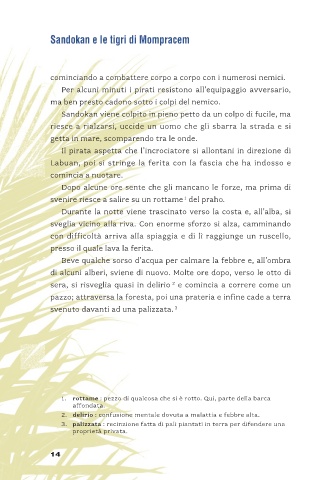 Sandokan e le tigri di Mompracem
cominciando a combattere corpo a corpo con i numerosi nemici.
Per alcuni minuti i pirati resistono all'equipaggio avversario,
ma ben presto cadono sotto i colpi del nemico.
Sandokan viene colpito in pieno petto da un colpo di fucile, ma
riesce a rialzarsi, uccide un uomo che gli sbarra la strada e si
getta in mare, scomparendo tra le onde.
Il pirata aspetta che l'incrociatore si allontani in direzione di
Labuan, poi si stringe la ferita con la fascia che ha indosso e
comincia a nuotare.
Dopo alcune ore sente che gli mancano le forze, ma prima di
svenire riesce a salire su un rottame 1 del praho.
Durante la notte viene trascinato verso la costa e, all'alba, si
sveglia vicino alla riva. Con enorme sforzo si alza, camminando
con difficoltà arriva alla spiaggia e di lì raggiunge un ruscello,
presso il quale lava la ferita.
Beve qualche sorso d'acqua per calmare la febbre e, all'ombra
di alcuni alberi, sviene di nuovo. Molte ore dopo, verso le otto di
sera, si risveglia quasi in delirio 2 e comincia a correre come un
pazzo; attraversa la foresta, poi una prateria e infine cade a terra
svenuto davanti ad una palizzata. 3
1. rottame : pezzo di qualcosa che si è rotto. Qui, parte della barca
affondata.
2. delirio : confusione mentale dovuta a malattia e febbre alta.
3. palizzata : recinzione fatta di pali piantati in terra per difendere una
proprietà privata.
14